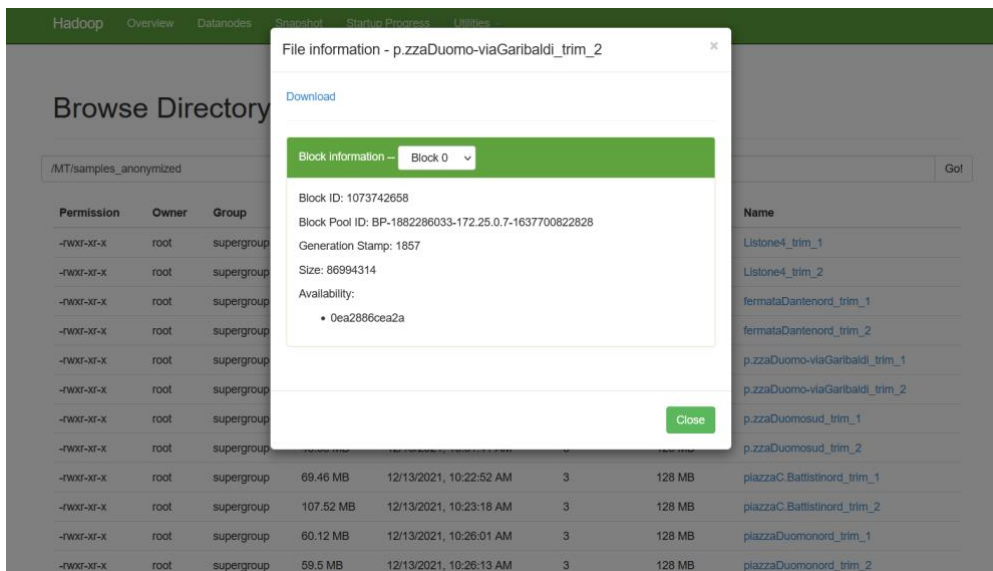 Hadoop Overview Datanodes Snapshot Startup Progress Utilities
File information - p.zzaDuomo-viaGaribaldi_trim_2 ×
Download
Browse Directory
Block information -- Block 0
/MT/samples_anonymized Go!
Block ID: 1073742658
Block Pool ID: BP-1882286033-172.25.0.7-1637700822828
Generation Stamp: 1857
Size: 86994314
Availability:
• 0ea2886cea2a
Close
Permission Owner Group Name
-rwxr-xr-x root supergroup Listone4_trim_1
-rwxr-xr-x root supergroup Listone4_trim_2
-rwxr-xr-x root supergroup fermataDantenord_trim_1
-rwxr-xr-x root supergroup fermataDantenord_trim_2
-rwxr-xr-x root supergroup p.zzaDuomo-viaGaribaldi_trim_1
-rwxr-xr-x root supergroup p.zzaDuomo-viaGaribaldi_trim_2
-rwxr-xr-x root supergroup p.zzaDuomosud_trim_1
-rwxr-xr-x root supergroup p.zzaDuomosud_trim_2
-rwxr-xr-x root supergroup 69.46 MB 12/13/2021, 10:22:52 AM 3 128 MB piazzaC.Battistinord_trim_1
-rwxr-xr-x root supergroup 107.52 MB 12/13/2021, 10:23:18 AM 3 128 MB piazzaC.Battistinord_trim_2
-rwxr-xr-x root supergroup 60.12 MB 12/13/2021, 10:26:01 AM 3 128 MB piazzaDuomonord_trim_1
-rwxr-xr-x root supergroup 59.5 MB 12/13/2021, 10:26:13 AM 3 128 MB piazzaDuomonord_trim_2